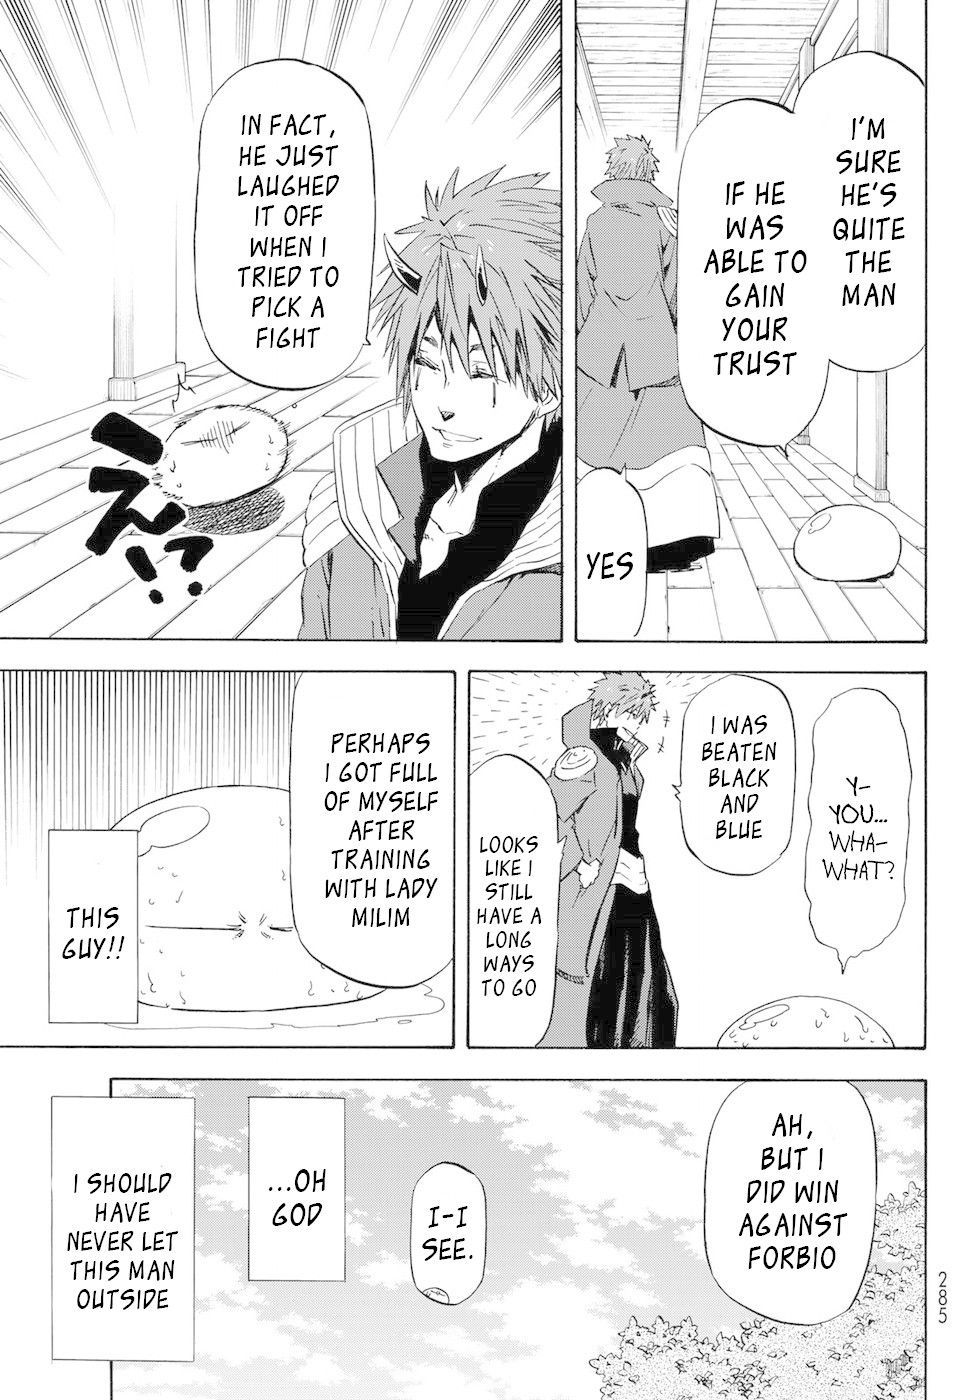 I'M
SURE
HE'S
QUITE
THE
MAN
IF HE
WAS
ABLE TO
GAIN
YOUR
TRUST
YES
IN FACT,
HE JUST
LAUGHED
IT OFF
WHEN I
TRIED TO
PICK A
FIGHT
え!?
Y-
YOU...
WHA-
WHAT?
I WAS
BEATEN
BLACK
AND
BLUE
LOOKS
LIKE I
STILL
HAVE A
LONG
WAYS
TO GO
PERHAPS
I GOT FULL
OF MYSELF
AFTER
TRAINING
WITH LADY
MILIM
THIS
GUY!!
AH,
BUT I
DID WIN
AGAINST
FORBIO
I-I
SEE.
...OH
GOD
I SHOULD
HAVE
NEVER LET
THIS MAN
OUTSIDE
285